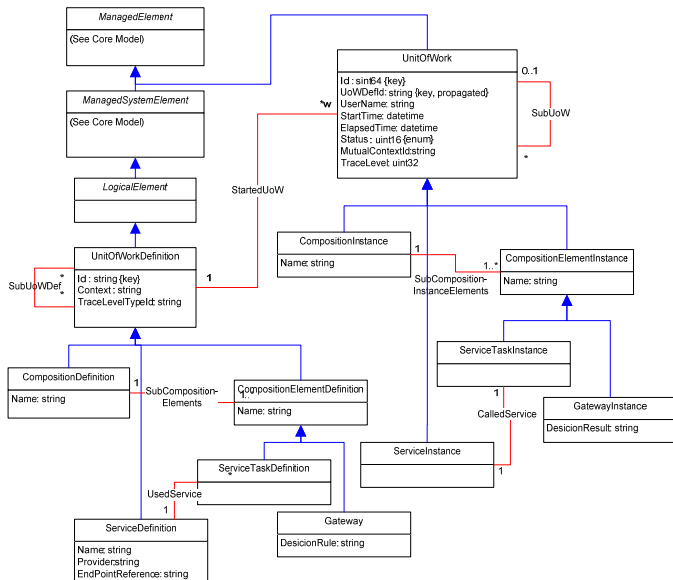 ManagedElement
(See Core Model)
ManagedSystemElement
(See Core Model)
LogicalElement
UnitOfWorkDefinition
Id : string {key}
Context : string
TraceLevelTypeId : string
SubUoWDef
*
*
1
StartedUoW
*w
UnitOfWork
Id : sint64 {key}
UoWDefId: string {key, propagated}
UserName: string
StartTime: datetime
ElapsedTime: datetime
Status : uint16 {enum}
MutualContextId:string
TraceLevel: uint32
0..1
SubUoW
*
CompositionInstance
Name: string
1
SubComposition-
InstanceElements
1..*
CompositionElementInstance
Name: string
ServiceTaskInstance
1
CalledService
1
GatewayInstance
DesicionResult: string
ServiceInstance
CompositionDefinition
Name: string
1
SubComposition-
Elements
1..
CompositionElementDefinition
Name: string
ServiceTaskDefinition
*
UsedService
1
ServiceDefinition
Name: string
Provider:string
EndPointReference: string
Gateway
DesicionRule: string